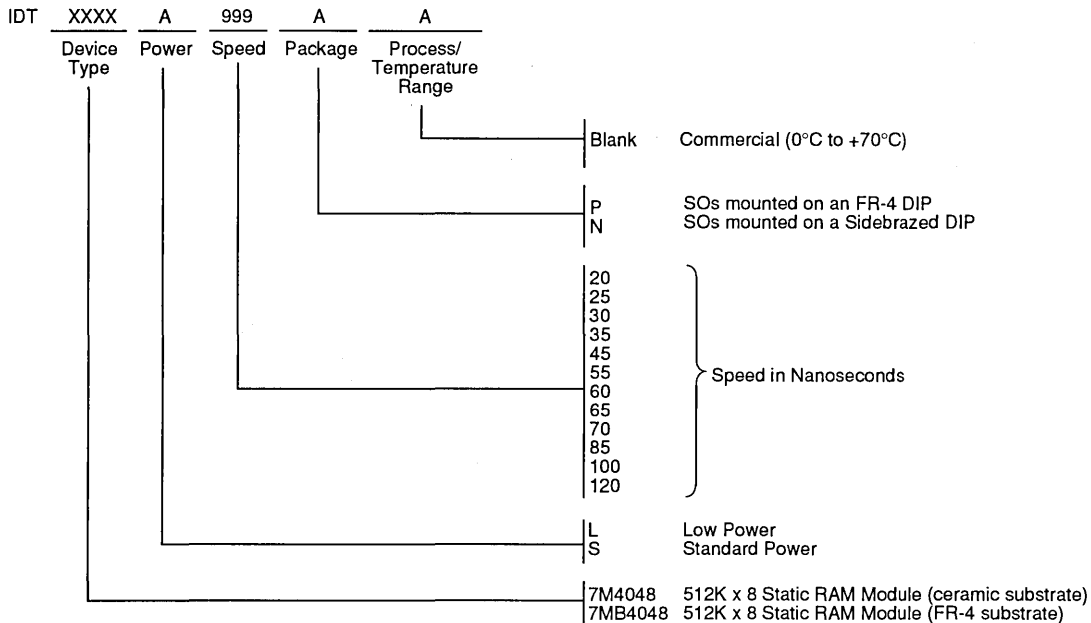 IDT XXXX A 999 A A
Device Type Power Speed Package Process/ Temperature Range
Blank Commercial (0°C to +70°C)
P SOs mounted on an FR-4 DIP
N SOs mounted on a Sidebrazed DIP
20
25
30
35
45
55
60
65
70
85
100
120
Speed in Nanoseconds
L Low Power
S Standard Power
7M4048 512K x 8 Static RAM Module (ceramic substrate)
7MB4048 512K x 8 Static RAM Module (FR-4 substrate)